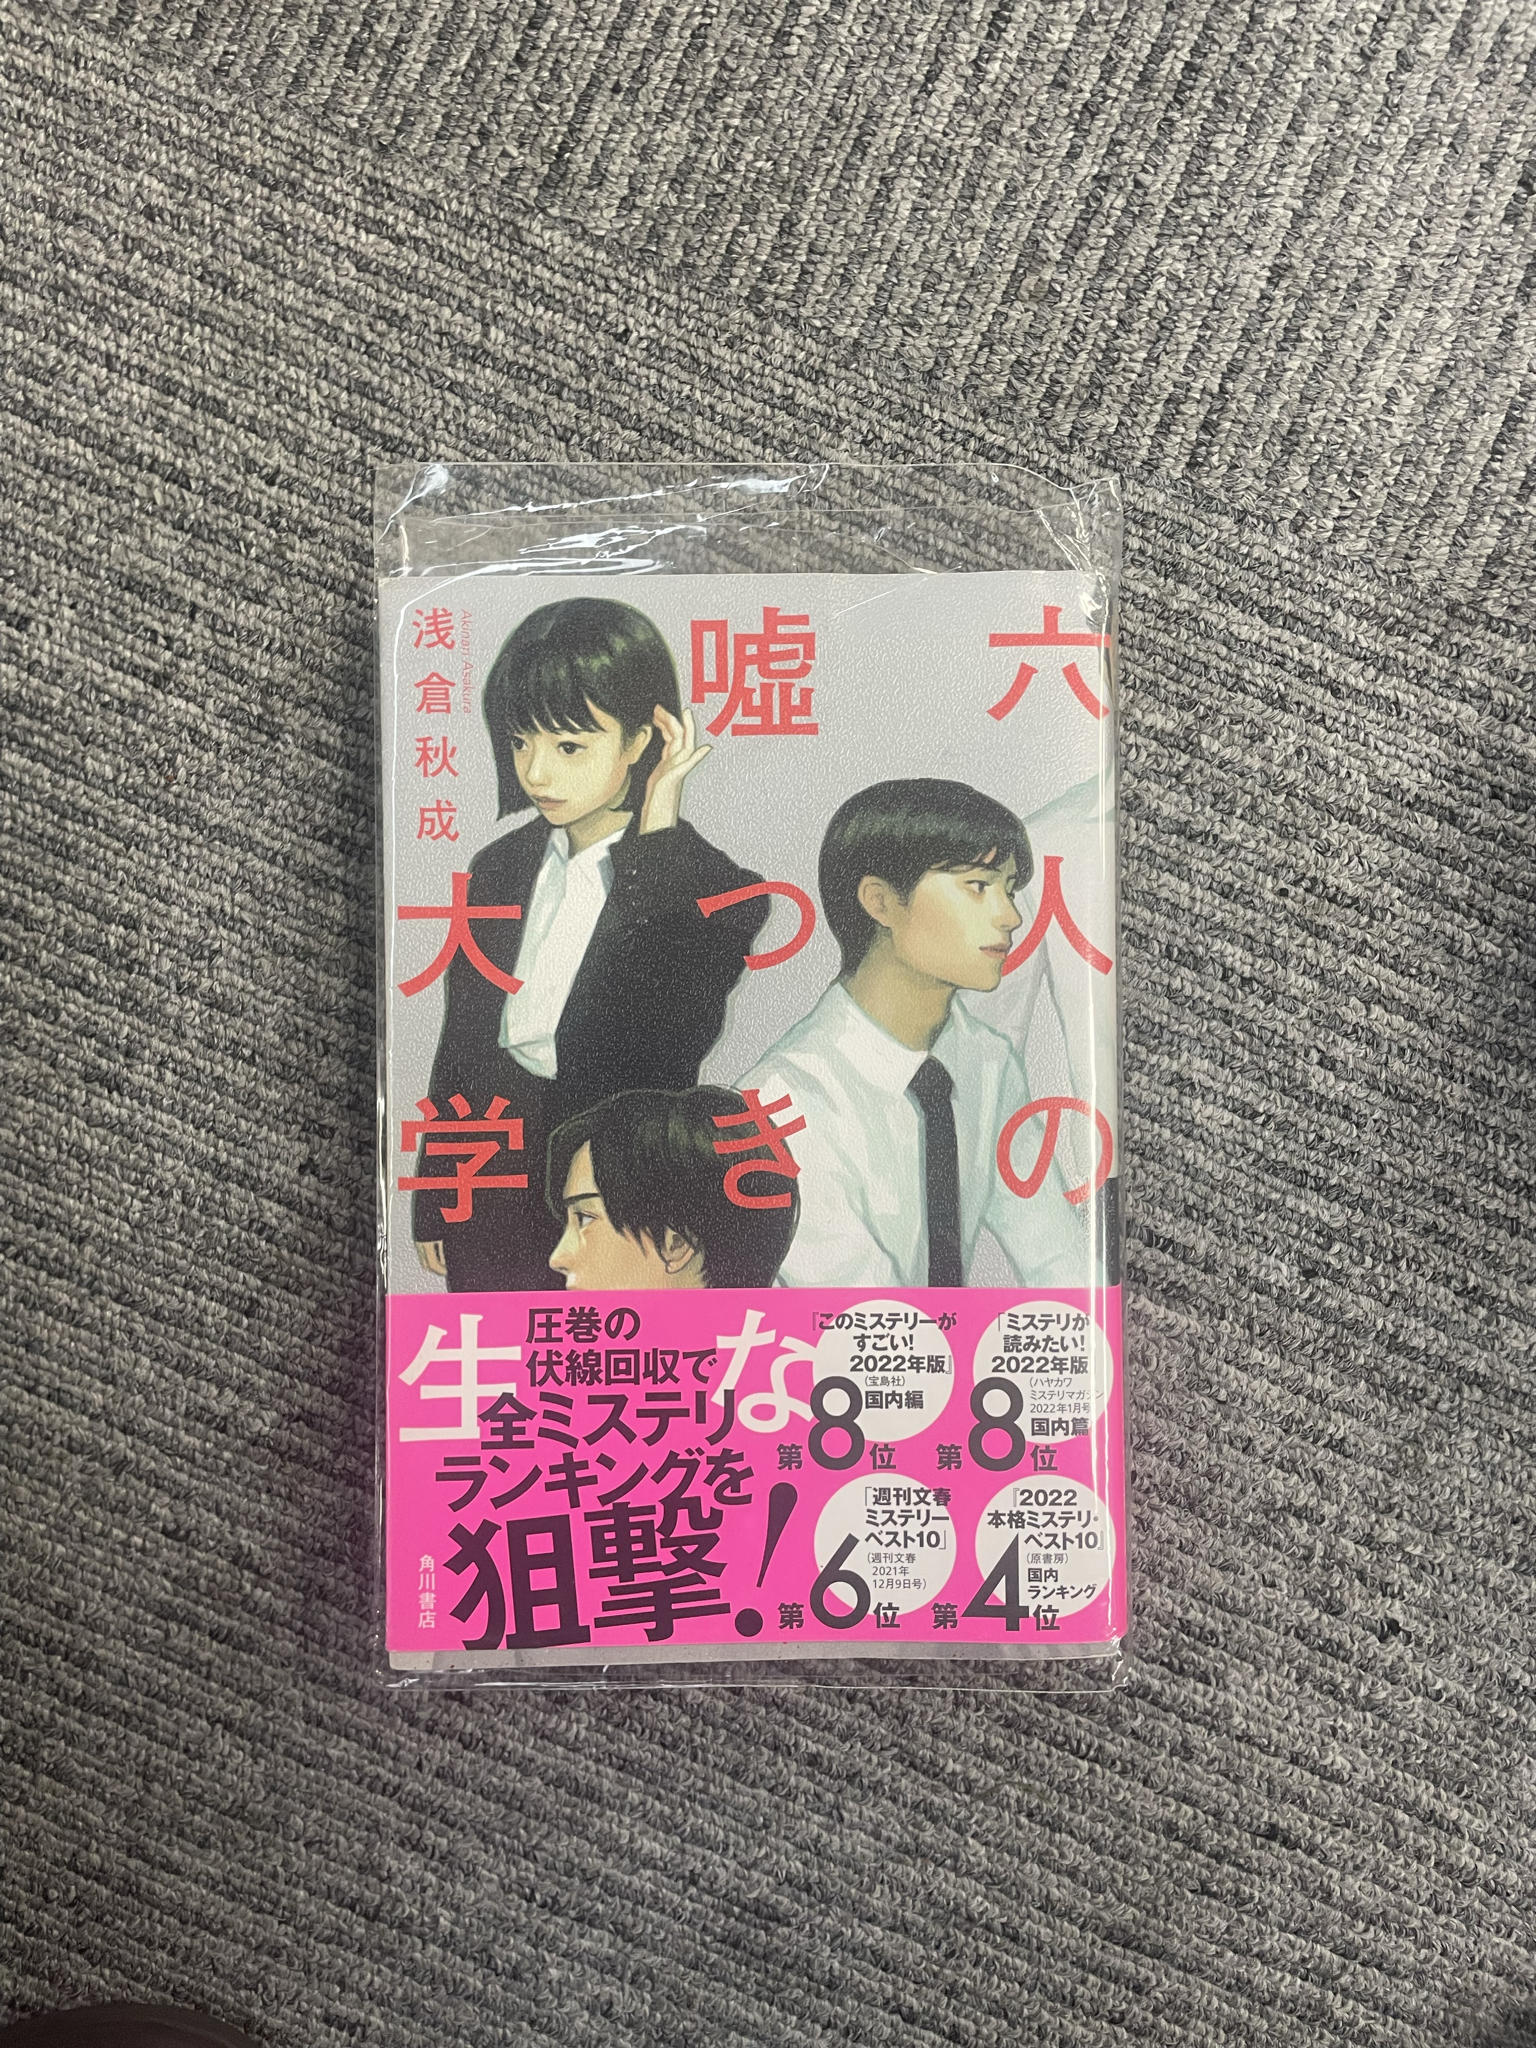 六人の
嘘つきな
大学生
浅倉秋成
Akinari Asakura
圧巻の
伏線回収で
全ミステリ
ランキングを
狙撃!
角川書店
『このミステリーが
すごい!
2022年版』
(宝島社)
国内編
第8位
「ミステリが
読みたい!
2022年版
(ハヤカワ
ミステリマガジン
2022年1月号)
国内篇
第8位
「週刊文春
ミステリー
ベスト10」
(週刊文春
2021年
12月9日号)
第6位
『2022
本格ミステリ・
ベスト10』
(原書房)
国内
ランキング
第4位